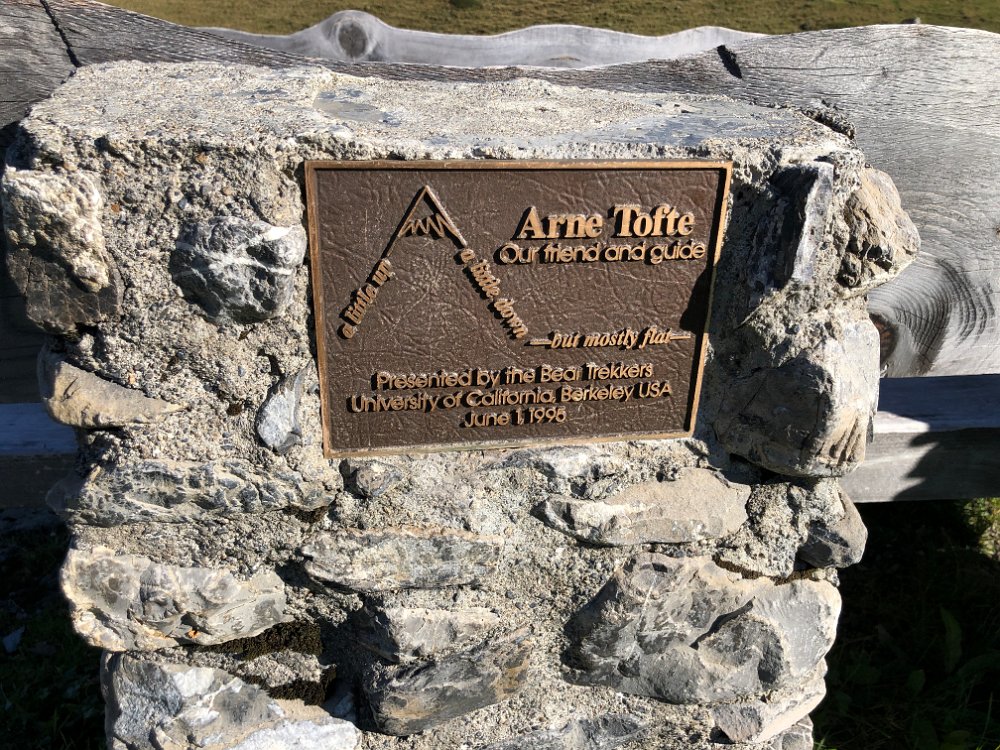 Arne Tofte
Our friend and guide
a little up
a little down
but mostly flat
Presented by the Bear Trekkers
University of California, Berkeley USA
June 1, 1995